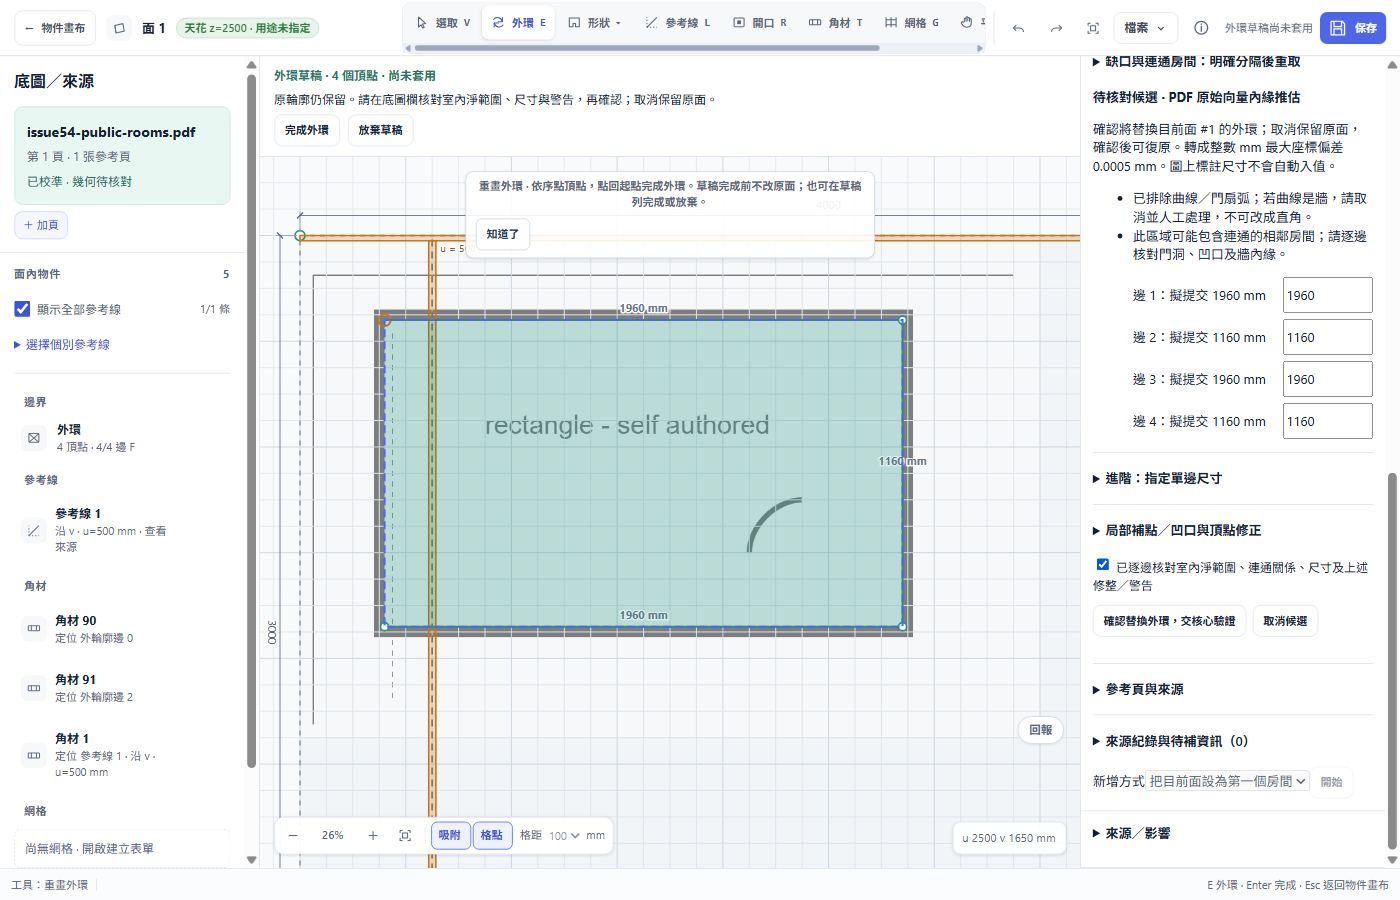 ← 物件畫布
面 1
天花 z=2500 · 用途未指定
選取 V
外環 E
形狀
參考線 L
開口 R
角材 T
網格 G
檔案
外環草稿尚未套用
保存
底圖／來源
issue54-public-rooms.pdf
第 1 頁 · 1 張參考頁
已校準 · 幾何待核對
＋ 加頁
面內物件 5
顯示全部參考線 1/1 條
選擇個別參考線
邊界
外環
4 頂點 · 4/4 邊 F
參考線
參考線 1
沿 v · u=500 mm · 查看
來源
角材
角材 90
定位 外輪廓邊 0
角材 91
定位 外輪廓邊 2
角材 1
定位 參考線 1 · 沿 v ·
u=500 mm
網格
尚無網格 · 開啟建立表單
外環草稿 · 4 個頂點 · 尚未套用
原輪廓仍保留。請在底圖欄核對室內淨範圍、尺寸與警告，再確認；取消保留原面。
完成外環
放棄草稿
重畫外環 · 依序點頂點，點回起點完成外環。草稿完成前不改原面；也可在草稿
列完成或放棄。
4000
知道了
u = 5
1960 mm
rectangle - self authored
1160 mm
1960 mm
3000
回報
− 26% +
吸附
格點
格距 100 mm
u 2500 v 1650 mm
缺口與連通房間：明確分隔後重取
待核對候選 · PDF 原始向量內緣推估
確認將替換目前面 #1 的外環；取消保留原面，
確認後可復原。轉成整數 mm 最大座標偏差
0.0005 mm。圖上標註尺寸不會自動入值。
• 已排除曲線／門扇弧；若曲線是牆，請取
消並人工處理，不可改成直角。
• 此區域可能包含連通的相鄰房間；請逐邊
核對門洞、凹口及牆內緣。
邊 1：擬提交 1960 mm 1960
邊 2：擬提交 1160 mm 1160
邊 3：擬提交 1960 mm 1960
邊 4：擬提交 1160 mm 1160
進階：指定單邊尺寸
局部補點／凹口與頂點修正
已逐邊核對室內淨範圍、連通關係、尺寸及上述
修整／警告
確認替換外環，交核心驗證
取消候選
參考頁與來源
來源紀錄與待補資訊（0）
新增方式 把目前面設為第一個房間 開始
來源／影響
工具：重畫外環
E 外環 · Enter 完成 · Esc 返回物件畫布